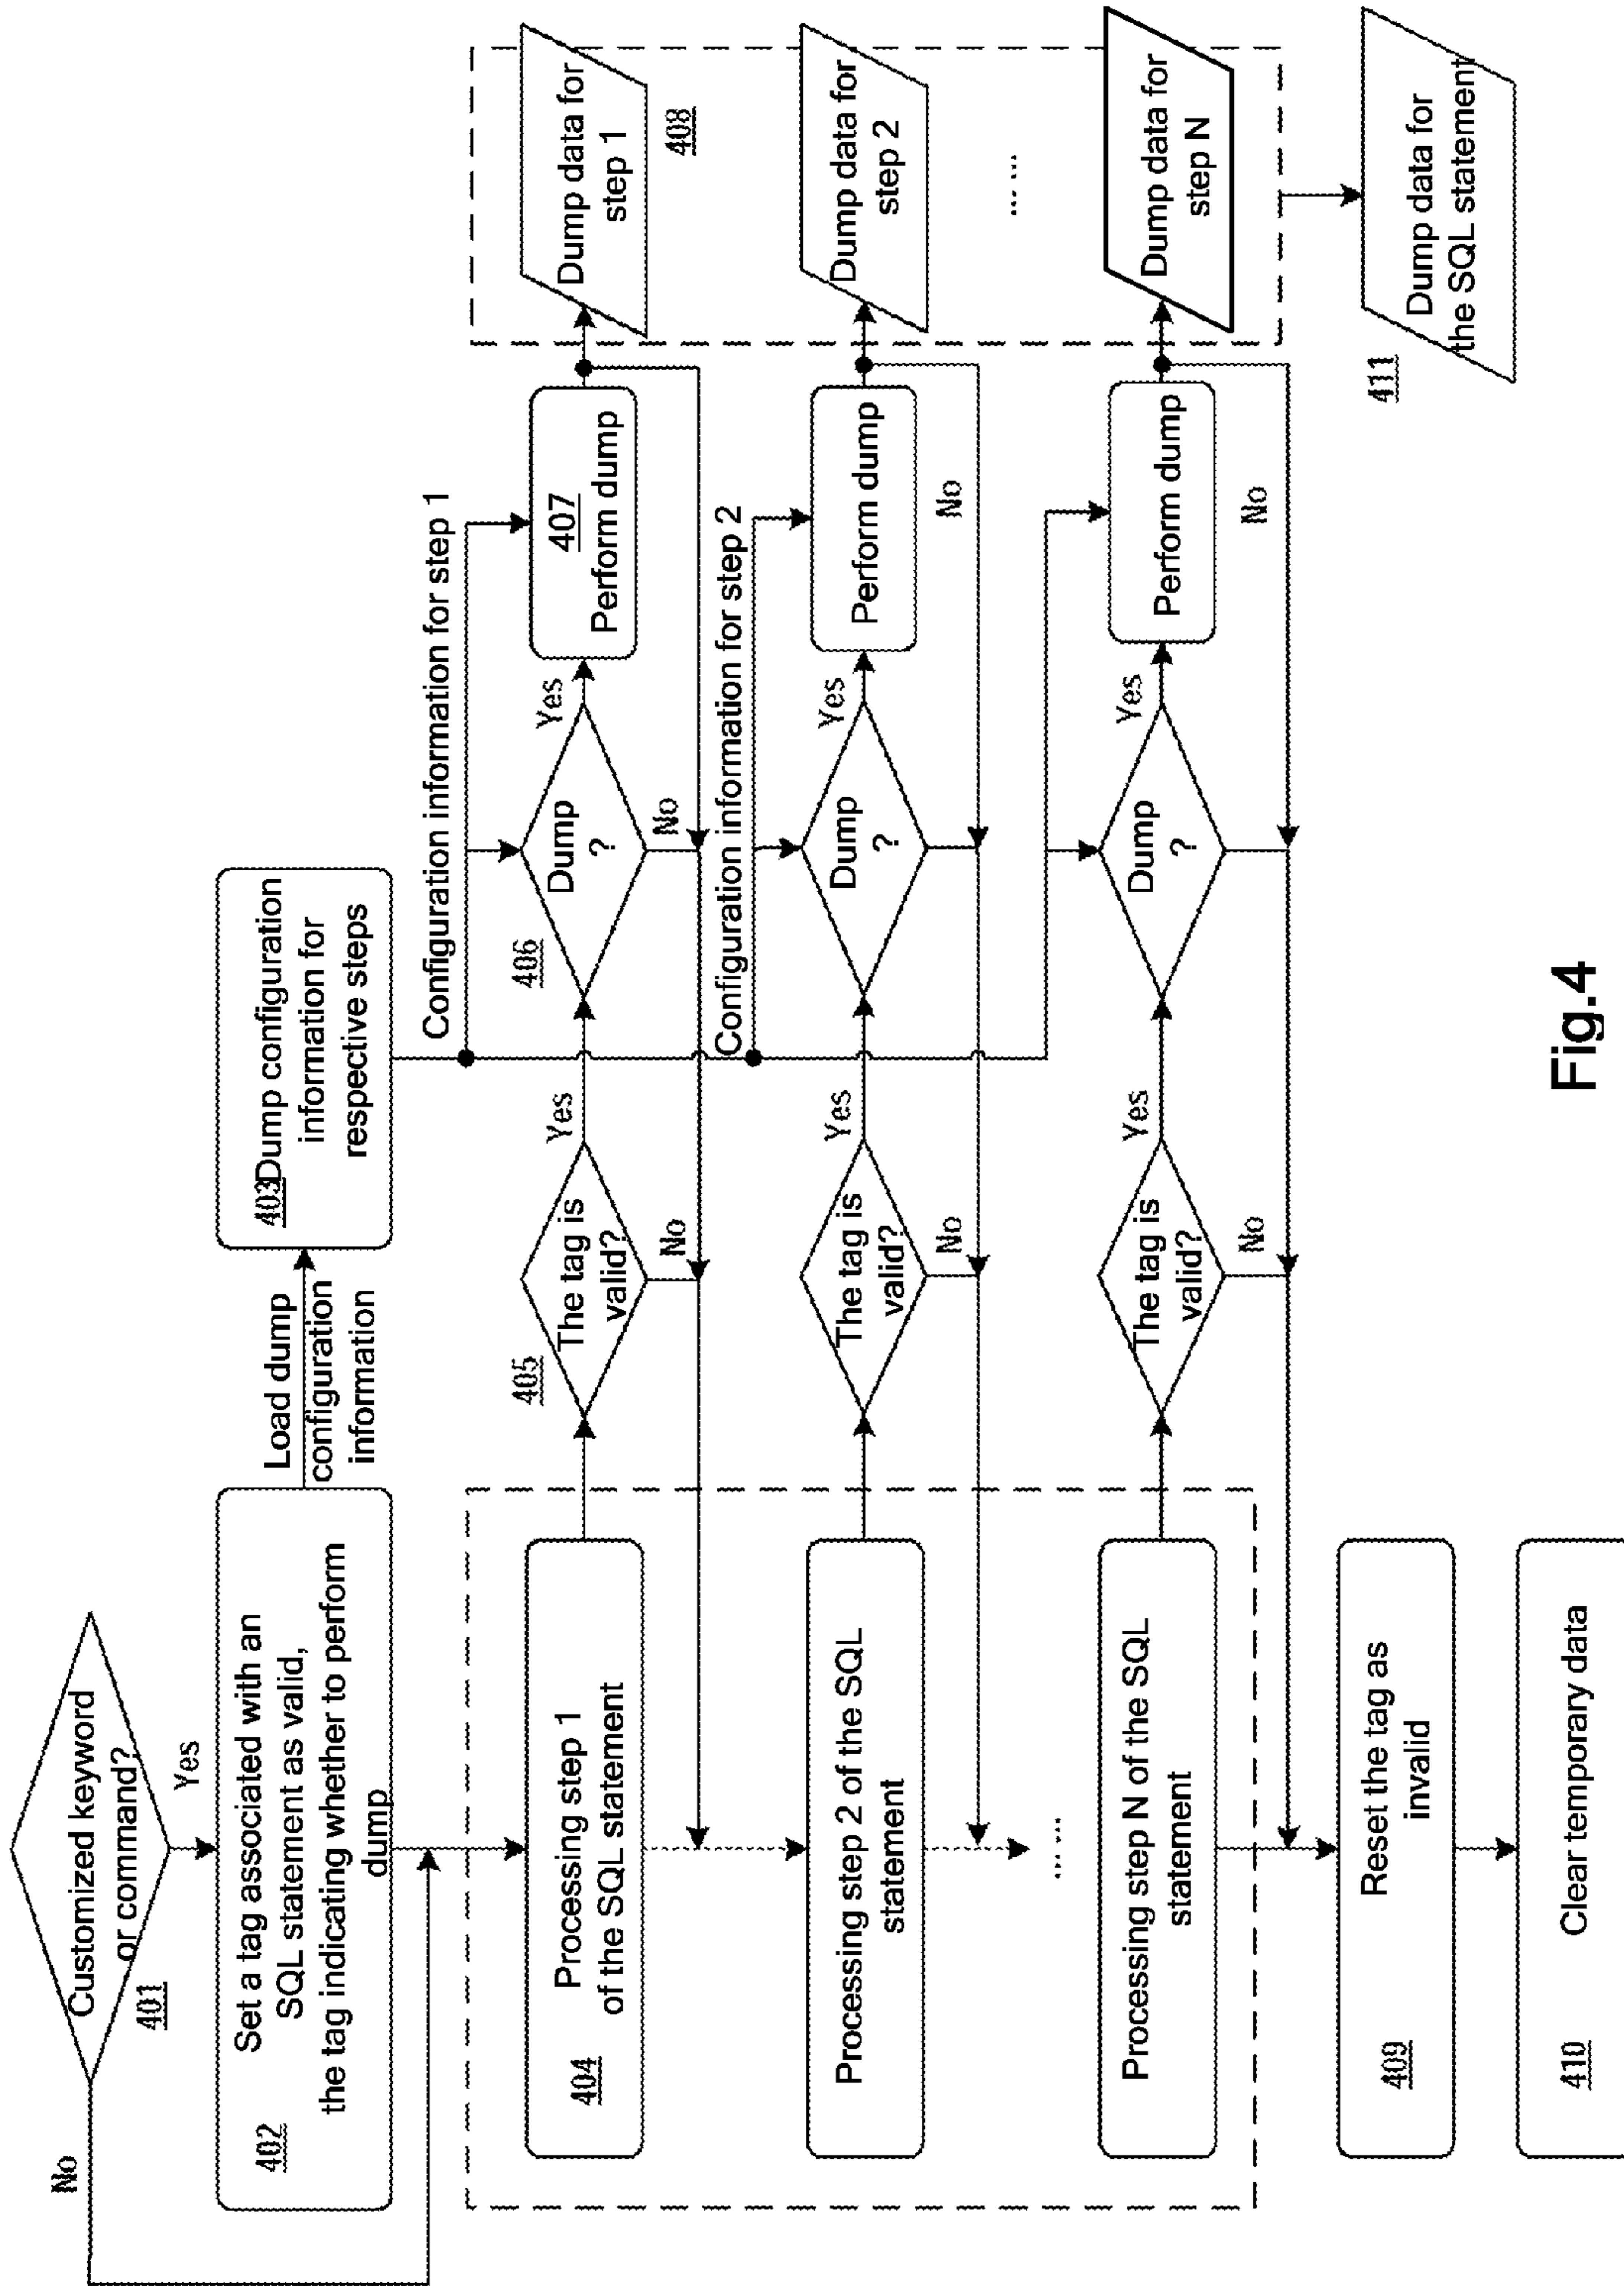 Customized keyword
or command?
401
No
Yes
Set a tag associated with an
SQL statement as valid,
the tag indicating whether to perform
dump
402
Load dump
configuration
information
403
Dump configuration
information for
respective steps
Configuration information for step 1
Processing step 1
of the SQL statement
404
The tag is
valid?
405
Yes
No
Dump
?
406
Yes
No
407
Perform dump
Dump data for
step 1
408
Configuration information for step 2
Processing step 2 of the SQL
statement
The tag is
valid?
Yes
No
Dump
?
Yes
No
Perform dump
Dump data for
step 2
... ...
... ...
Processing step N of the SQL
statement
The tag is
valid?
Yes
No
Dump
?
Yes
No
Perform dump
Dump data for
step N
Reset the tag as
invalid
409
Clear temporary data
410
Dump data for
the SQL statement
411
Fig.4